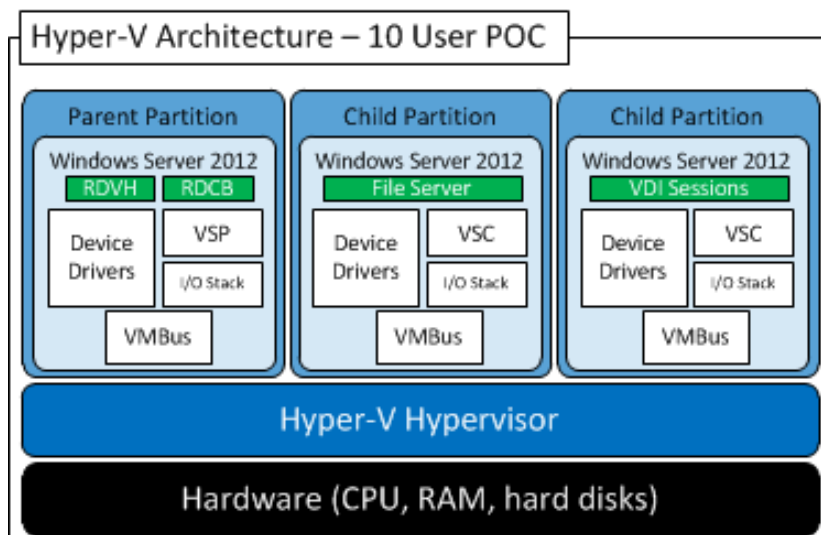 Hyper-V Architecture – 10 User POC
Parent Partition
Windows Server 2012
RDVH RDCB
Device Drivers
VSP
I/O Stack
VMBus
Child Partition
Windows Server 2012
File Server
Device Drivers
VSC
I/O Stack
VMBus
Child Partition
Windows Server 2012
VDI Sessions
Device Drivers
VSC
I/O Stack
VMBus
Hyper-V Hypervisor
Hardware (CPU, RAM, hard disks)